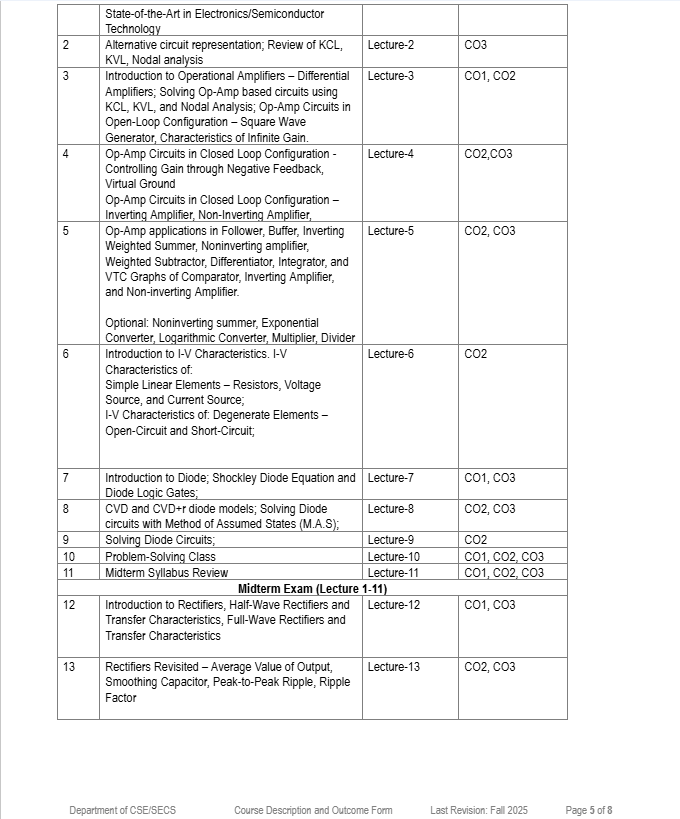 State-of-the-Art in Electronics/Semiconductor
Technology
2 Alternative circuit representation; Review of KCL, Lecture-2 CO3
KVL, Nodal analysis
3 Introduction to Operational Amplifiers – Differential Lecture-3 CO1, CO2
Amplifiers; Solving Op-Amp based circuits using
KCL, KVL, and Nodal Analysis; Op-Amp Circuits in
Open-Loop Configuration – Square Wave
Generator, Characteristics of Infinite Gain.
4 Op-Amp Circuits in Closed Loop Configuration - Lecture-4 CO2,CO3
Controlling Gain through Negative Feedback,
Virtual Ground
Op-Amp Circuits in Closed Loop Configuration –
Inverting Amplifier, Non-Inverting Amplifier,
5 Op-Amp applications in Follower, Buffer, Inverting Lecture-5 CO2, CO3
Weighted Summer, Noninverting amplifier,
Weighted Subtractor, Differentiator, Integrator, and
VTC Graphs of Comparator, Inverting Amplifier,
and Non-inverting Amplifier.
Optional: Noninverting summer, Exponential
Converter, Logarithmic Converter, Multiplier, Divider
6 Introduction to I-V Characteristics. I-V Lecture-6 CO2
Characteristics of:
Simple Linear Elements – Resistors, Voltage
Source, and Current Source;
I-V Characteristics of: Degenerate Elements –
Open-Circuit and Short-Circuit;
7 Introduction to Diode; Shockley Diode Equation and Lecture-7 CO1, CO3
Diode Logic Gates;
8 CVD and CVD+r diode models; Solving Diode Lecture-8 CO2, CO3
circuits with Method of Assumed States (M.A.S);
9 Solving Diode Circuits; Lecture-9 CO2
10 Problem-Solving Class Lecture-10 CO1, CO2, CO3
11 Midterm Syllabus Review Lecture-11 CO1, CO2, CO3
Midterm Exam (Lecture 1-11)
12 Introduction to Rectifiers, Half-Wave Rectifiers and Lecture-12 CO1, CO3
Transfer Characteristics, Full-Wave Rectifiers and
Transfer Characteristics
13 Rectifiers Revisited – Average Value of Output, Lecture-13 CO2, CO3
Smoothing Capacitor, Peak-to-Peak Ripple, Ripple
Factor
Department of CSE/SECS Course Description and Outcome Form Last Revision: Fall 2025 Page 5 of 8